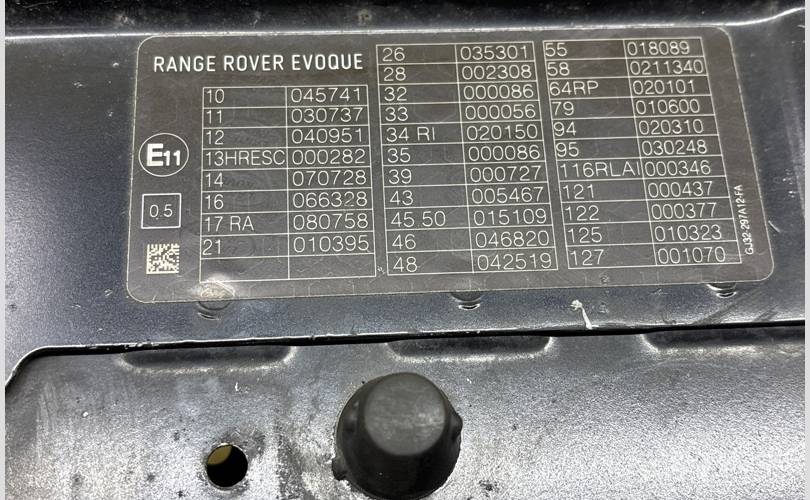 RANGE ROVER EVOQUE
E11
0.5
10 045741
11 030737
12 040951
13HRESC 000282
14 070728
16 066328
17 RA 080758
21 010395
26 035301
28 002308
32 000086
33 000056
34 RI 020150
35 000086
39 000727
43 005467
45 50 015109
46 046820
48 042519
55 018089
58 0211340
64RP 020101
79 010600
94 020310
95 030248
116RLAI 000346
121 000437
122 000377
125 010323
127 001070
GJ32-297A12-FA